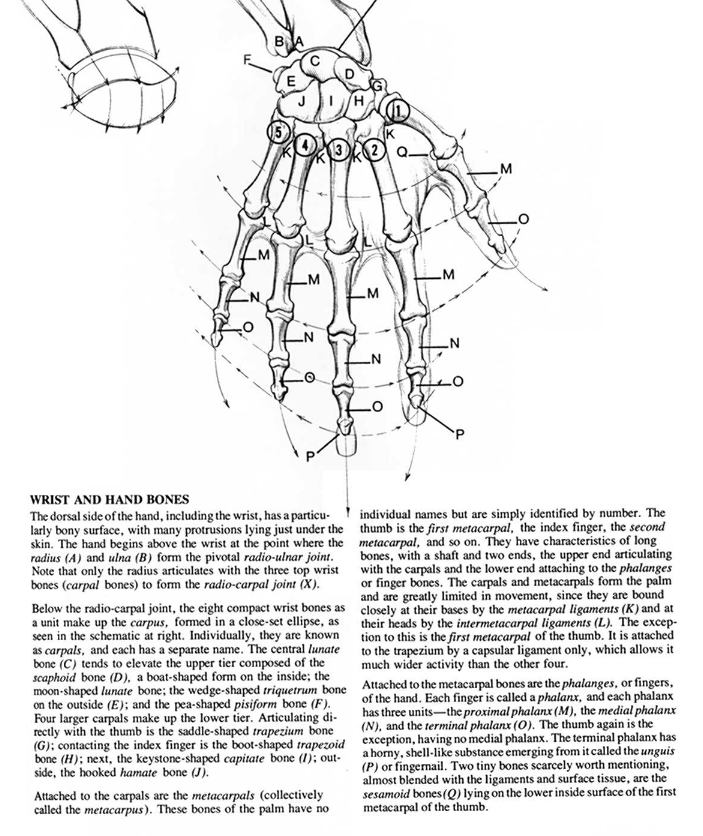 B A
C
F
E D
G
J I H
1
5 K 4 K 3 K 2 K
Q
M
O
L L L
M M M M
N N N N
O O O O
P P
WRIST AND HAND BONES
The dorsal side of the hand, including the wrist, has a particu-
larly bony surface, with many protrusions lying just under the
skin. The hand begins above the wrist at the point where the
radius (A) and ulna (B) form the pivotal radio-ulnar joint.
Note that only the radius articulates with the three top wrist
bones (carpal bones) to form the radio-carpal joint (X).
Below the radio-carpal joint, the eight compact wrist bones as
a unit make up the carpus, formed in a close-set ellipse, as
seen in the schematic at right. Individually, they are known
as carpals, and each has a separate name. The central lunate
bone (C) tends to elevate the upper tier composed of the
scaphoid bone (D), a boat-shaped form on the inside; the
moon-shaped lunate bone; the wedge-shaped triquetrum bone
on the outside (E); and the pea-shaped pisiform bone (F).
Four larger carpals make up the lower tier. Articulating di-
rectly with the thumb is the saddle-shaped trapezium bone
(G); contacting the index finger is the boot-shaped trapezoid
bone (H); next, the keystone-shaped capitate bone (I); out-
side, the hooked hamate bone (J).
Attached to the carpals are the metacarpals (collectively
called the metacarpus). These bones of the palm have no
individual names but are simply identified by number. The
thumb is the first metacarpal, the index finger, the second
metacarpal, and so on. They have characteristics of long
bones, with a shaft and two ends, the upper end articulating
with the carpals and the lower end attaching to the phalanges
or finger bones. The carpals and metacarpals form the palm
and are greatly limited in movement, since they are bound
closely at their bases by the metacarpal ligaments (K) and at
their heads by the intermetacarpal ligaments (L). The excep-
tion to this is the first metacarpal of the thumb. It is attached
to the trapezium by a capsular ligament only, which allows it
much wider activity than the other four.
Attached to the metacarpal bones are the phalanges, or fingers,
of the hand. Each finger is called a phalanx, and each phalanx
has three units—the proximal phalanx (M), the medial phalanx
(N), and the terminal phalanx (O). The thumb again is the
exception, having no medial phalanx. The terminal phalanx has
a horny, shell-like substance emerging from it called the unguis
(P) or fingernail. Two tiny bones scarcely worth mentioning,
almost blended with the ligaments and surface tissue, are the
sesamoid bones (Q) lying on the lower inside surface of the first
metacarpal of the thumb.